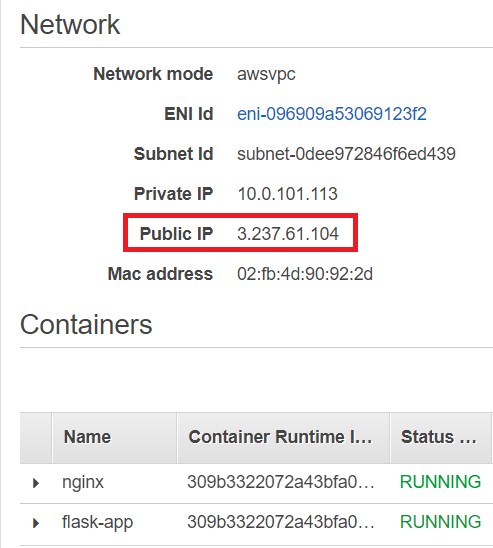 Network
Network mode awsvpc
ENI Id eni-096909a53069123f2
Subnet Id subnet-0dee972846f6ed439
Private IP 10.0.101.113
Public IP 3.237.61.104
Mac address 02:fb:4d:90:92:2d
Containers
Name Container Runtime I... Status ...
nginx 309b3322072a43bfa0... RUNNING
flask-app 309b3322072a43bfa0... RUNNING